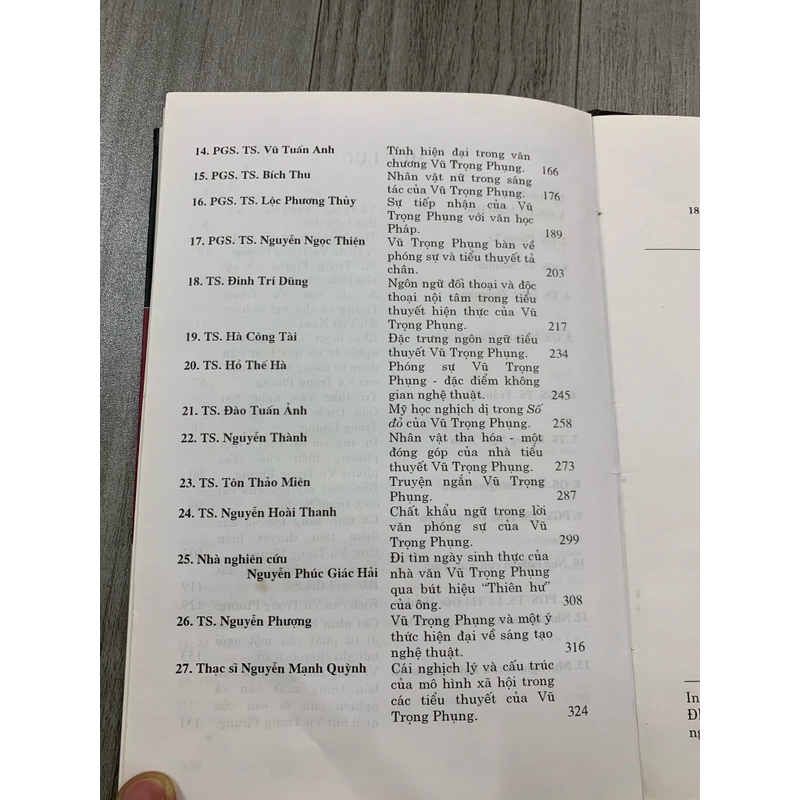 14. PGS. TS. Vũ Tuấn Anh
Tính hiện đại trong văn
chương Vũ Trọng Phụng. 166
15. PGS. TS. Bích Thu
Nhân vật nữ trong sáng
tác của Vũ Trọng Phụng. 176
16. PGS. TS. Lộc Phương Thủy
Sự tiếp nhận của Vũ
Trọng Phụng với văn học
Pháp. 189
17. PGS. TS. Nguyễn Ngọc Thiện
Vũ Trọng Phụng bàn về
phóng sự và tiểu thuyết tả
chân. 203
18. TS. Đinh Trí Dũng
Ngôn ngữ đối thoại và độc
thoại nội tâm trong tiểu
thuyết hiện thực của Vũ
Trọng Phụng. 217
19. TS. Hà Công Tài
Đặc trưng ngôn ngữ tiểu
thuyết Vũ Trọng Phụng. 234
20. TS. Hồ Thế Hà
Phóng sự Vũ Trọng
Phụng - đặc điểm không
gian nghệ thuật. 245
21. TS. Đào Tuấn Ảnh
Mỹ học nghịch dị trong Số
đỏ của Vũ Trọng Phụng. 258
22. TS. Nguyễn Thành
Nhân vật tha hóa - một
đóng góp của nhà tiểu
thuyết Vũ Trọng Phụng. 273
23. TS. Tôn Thảo Miên
Truyện ngắn Vũ Trọng
Phụng. 287
24. TS. Nguyễn Hoài Thanh
Chất khẩu ngữ trong lời
văn phóng sự của Vũ
Trọng Phụng. 299
25. Nhà nghiên cứu
Nguyễn Phúc Giác Hải
Đi tìm ngày sinh thực của
nhà văn Vũ Trọng Phụng
qua bút hiệu “Thiên hư”
của ông. 308
26. TS. Nguyễn Phượng
Vũ Trọng Phụng và một ý
thức hiện đại về sáng tạo
nghệ thuật. 316
27. Thạc sĩ Nguyễn Mạnh Quỳnh
Cái nghịch lý và cấu trúc
của mô hình xã hội trong
các tiểu thuyết của Vũ
Trọng Phụng. 324
18
In